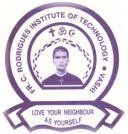 FR. C. RODRIGUES INSTITUTE OF TECHNOLOGY • VASHI
LOVE YOUR NEIGHBOUR
AS YOURSELF